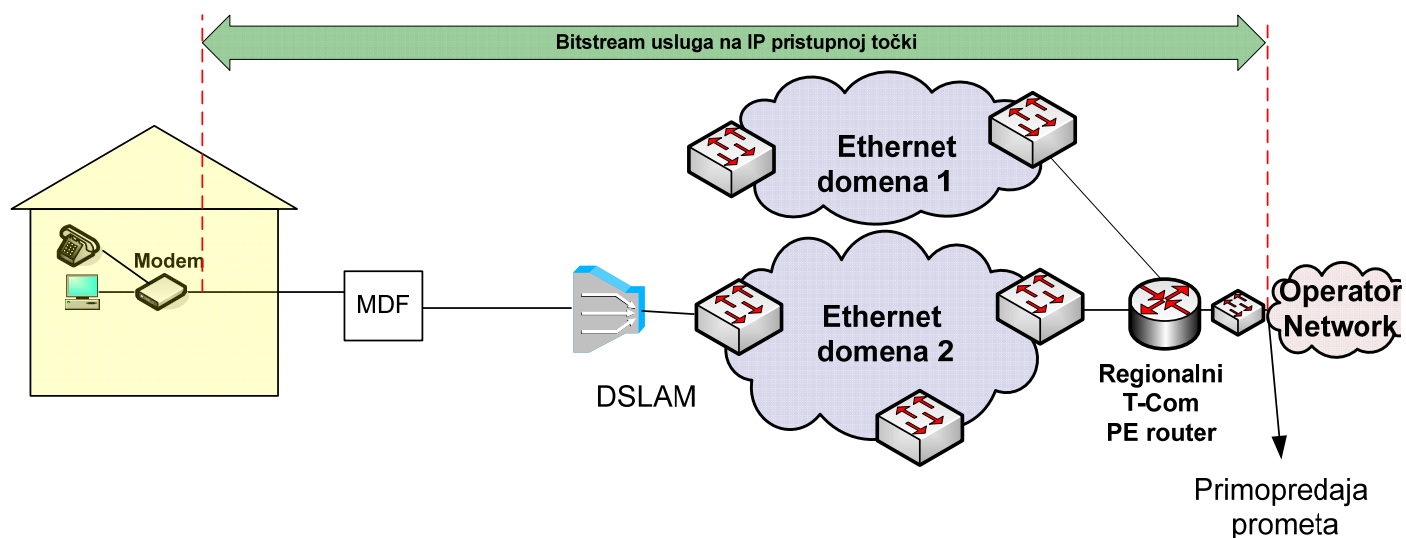 Bitstream usluga na IP pristupnoj točki
Ethernet
domena 1
Modem
MDF
DSLAM
Ethernet
domena 2
Regionalni
T-Com
PE router
Operator
Network
Primopredaja
prometa